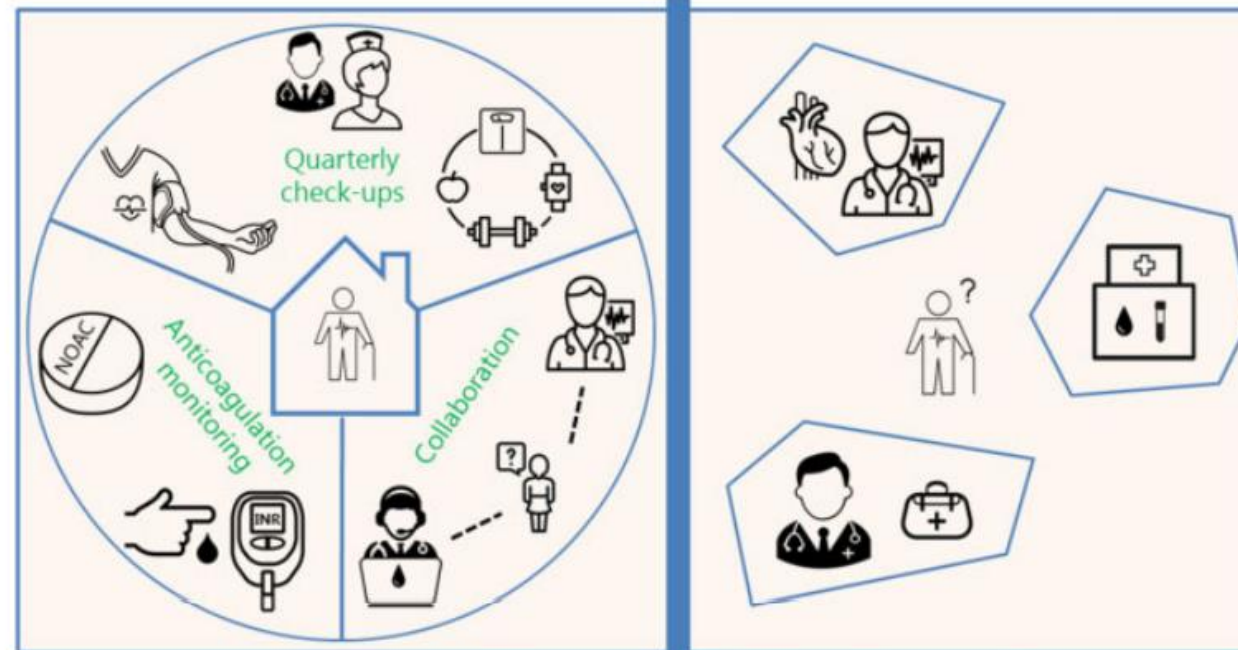 Quarterly
check-ups
NOAC
Anticoagulation
monitoring
INR
Collaboration
?
?